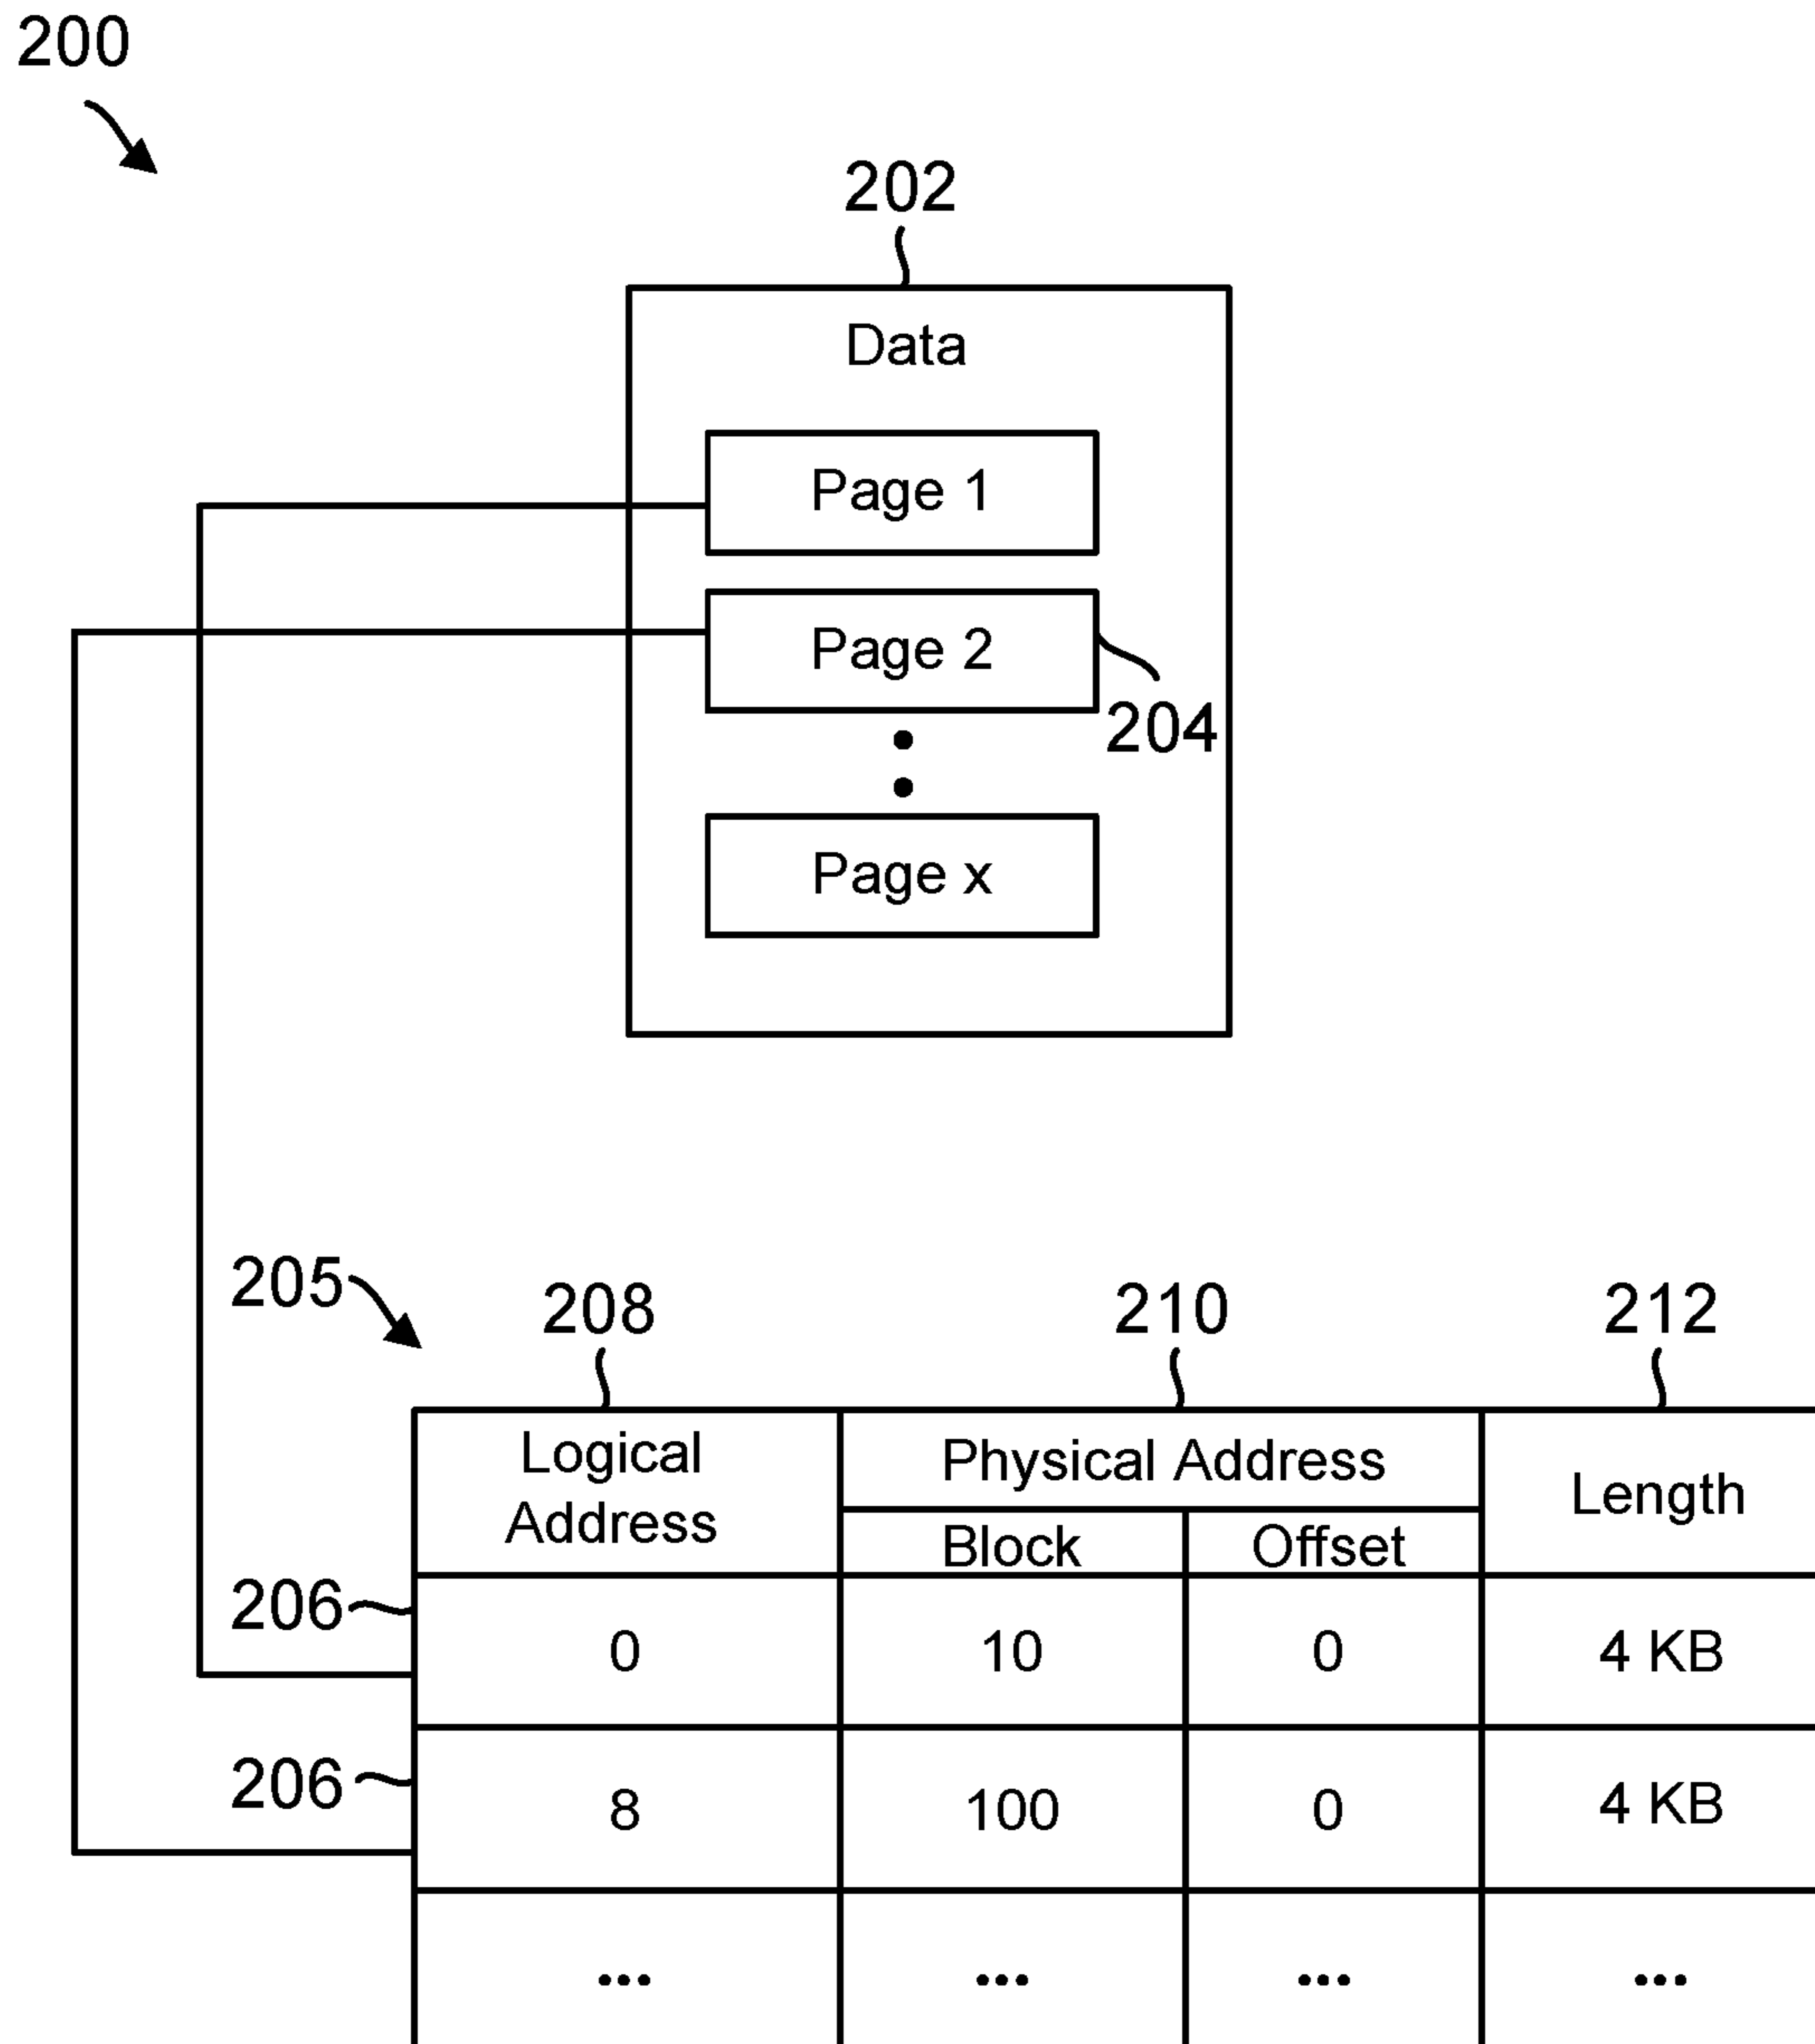 200
202
Data
Page 1
Page 2
204
Page x
205
208
210
212
Logical
Address
Physical Address
Length
Block
Offset
206
0
10
0
4 KB
206
8
100
0
4 KB
...
...
...
...